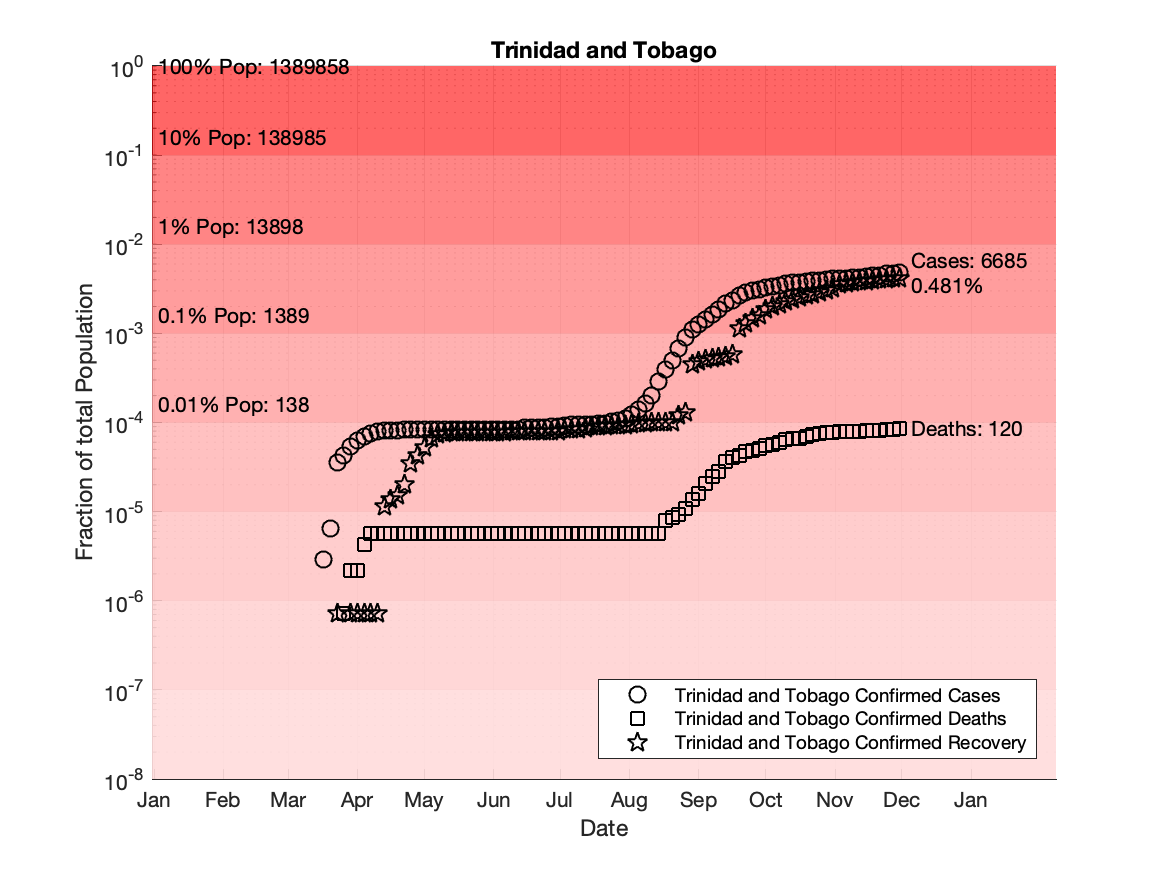 Trinidad and Tobago
10^0
100% Pop: 1389858
10% Pop: 138985
10^-1
1% Pop: 13898
10^-2
Cases: 6685
0.481%
0.1% Pop: 1389
10^-3
0.01% Pop: 138
10^-4
Deaths: 120
10^-5
10^-6
10^-7
10^-8
Fraction of total Population
Trinidad and Tobago Confirmed Cases
Trinidad and Tobago Confirmed Deaths
Trinidad and Tobago Confirmed Recovery
Jan Feb Mar Apr May Jun Jul Aug Sep Oct Nov Dec Jan
Date